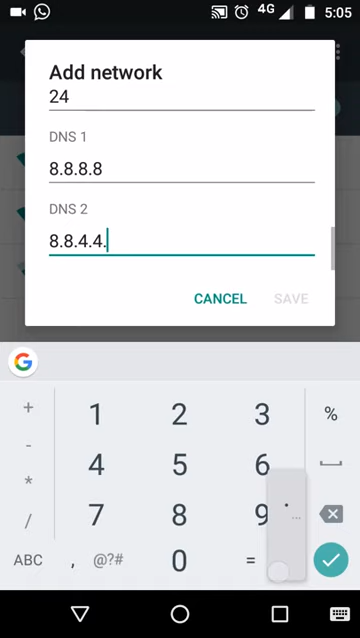 4G 5:05
Add network
24
DNS 1
8.8.8.8
DNS 2
8.8.4.4.
CANCEL SAVE
G
+ 1 2 3 %
- 4 5 6
* 7 8 9
/
. ...
ABC , @?# 0 =